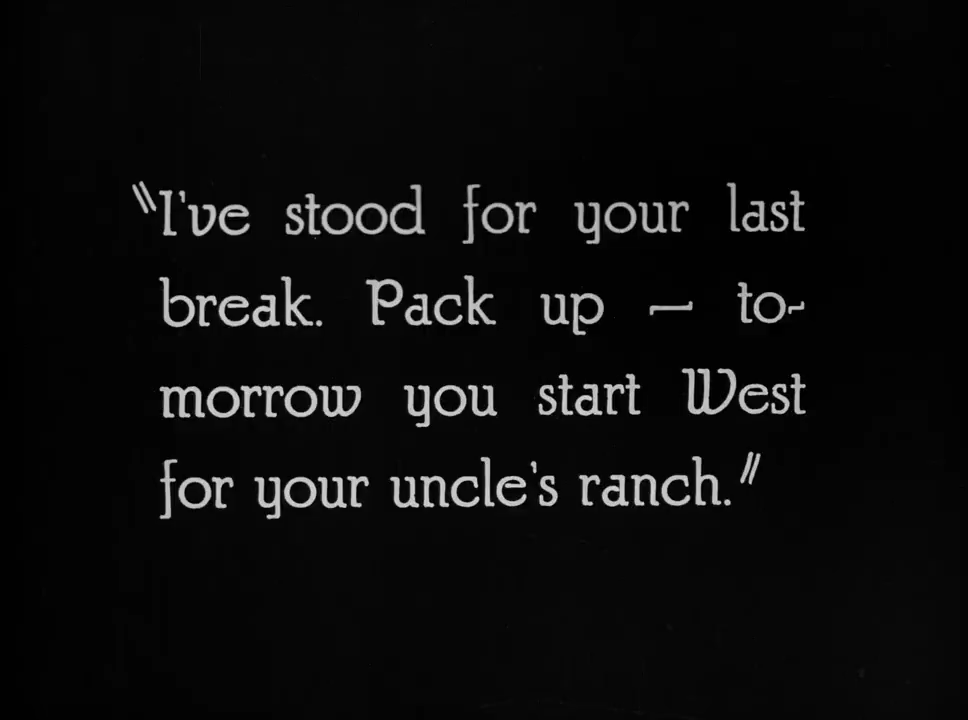 "I've stood for your last
break. Pack up — to-
morrow you start West
for your uncle's ranch."